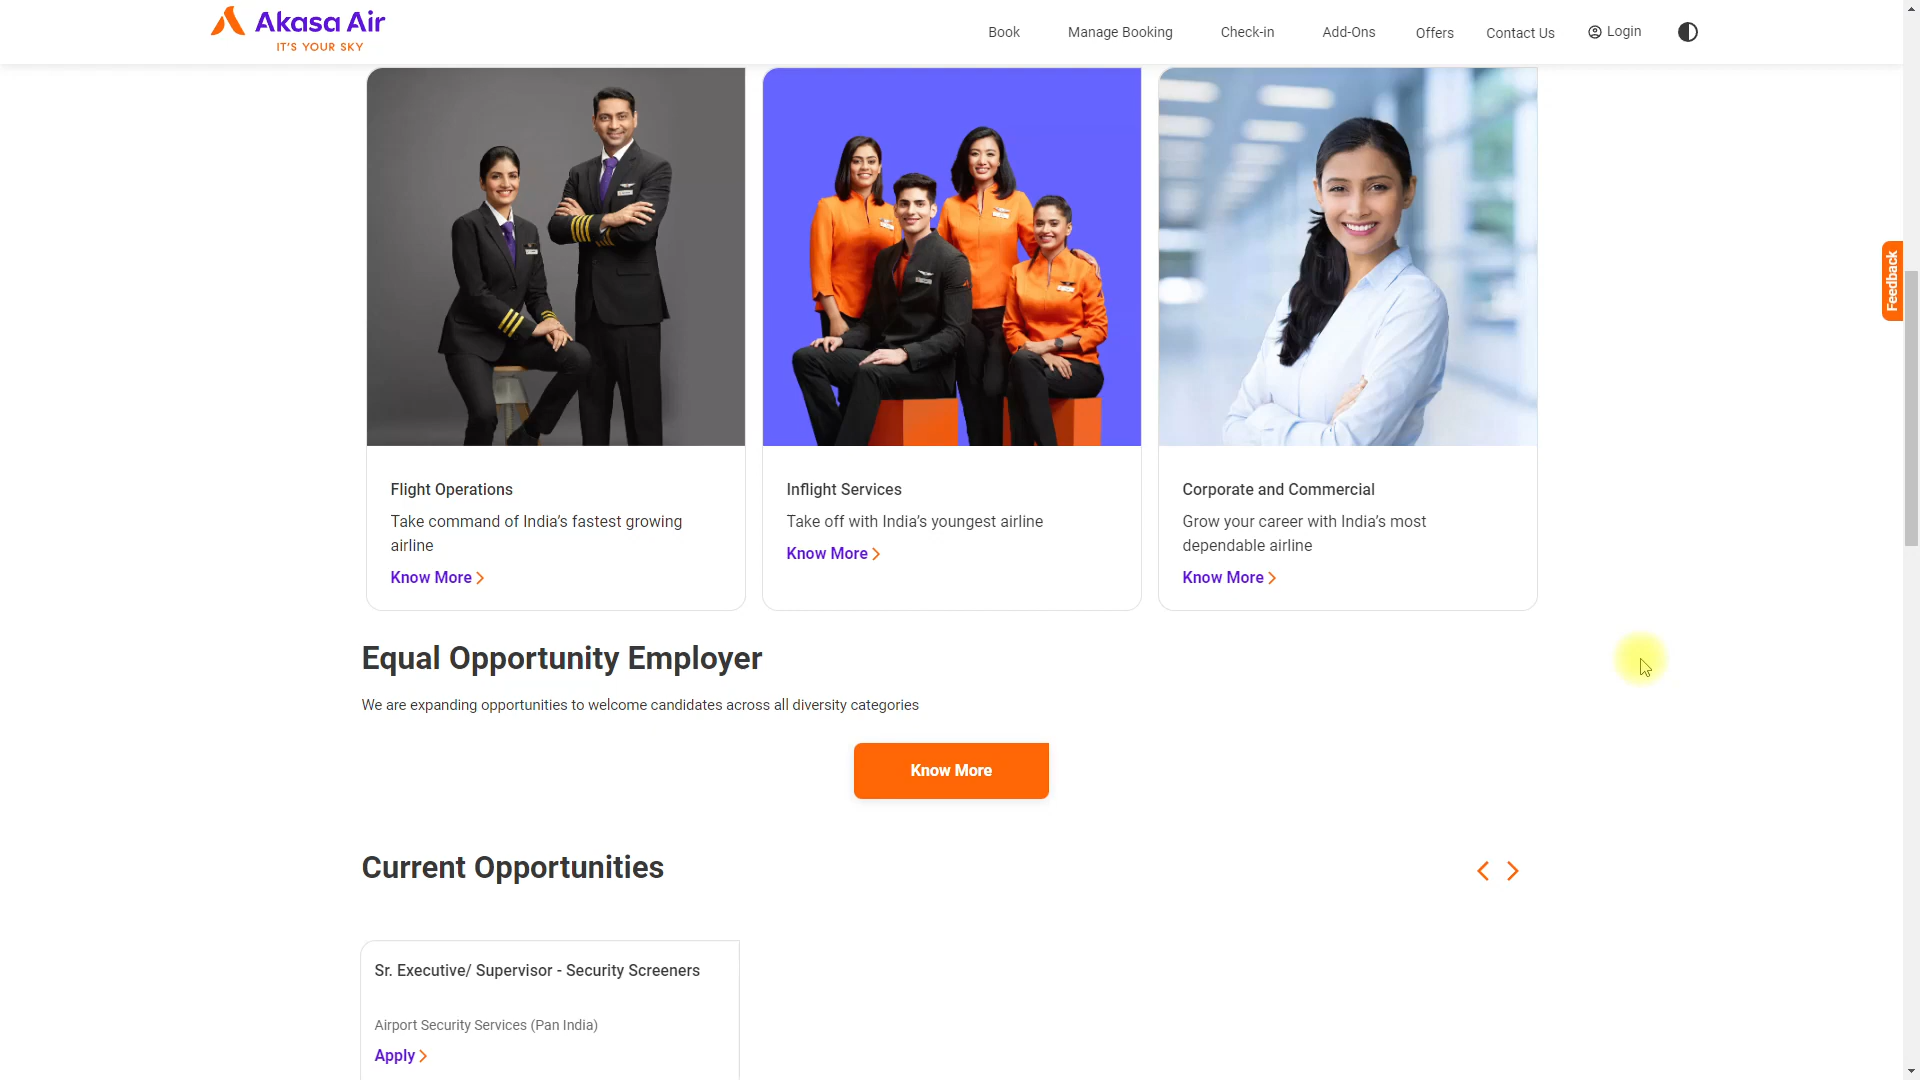 Akasa Air
IT'S YOUR SKY
Book
Manage Booking
Check-in
Add-Ons
Offers
Contact Us
Login
Feedback
Flight Operations
Take command of India's fastest growing
airline
Know More
Inflight Services
Take off with India's youngest airline
Know More
Corporate and Commercial
Grow your career with India's most
dependable airline
Know More
Equal Opportunity Employer
We are expanding opportunities to welcome candidates across all diversity categories
Know More
Current Opportunities
Sr. Executive/ Supervisor - Security Screeners
Airport Security Services (Pan India)
Apply